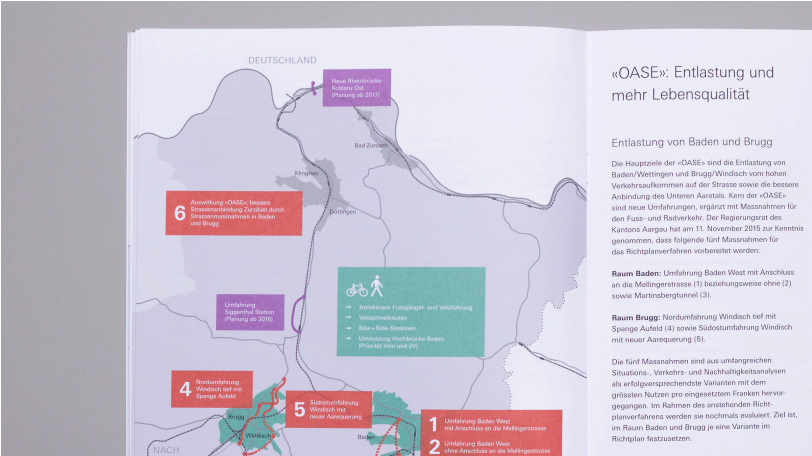 DEUTSCHLAND
Neue Rheinbrücke
Koblenz Ost
(Planung ab 2017)
Bad Zurzach
Klingnau
6
Auswirkung «OASE»: bessere
Strassenanbindung Zurzibiet durch
Strassenmassnahmen in Baden
und Brugg
Döttingen
Umfahrung
Siggenthal Station
(Planung ab 2016)
→ Attraktivere Fussgänger- und Veloführung
→ Veloschnellrouten
→ Bike+Ride-Stationen
→ Umnutzung Hochbrücke Baden
(Priorität Velo und öV)
4
Nordumfahrung
Windisch tief mit
Spange Aufeld
5
Südostumfahrung
Windisch mit
neuer Aarequerung
Brugg
Windisch
Baden
1
Umfahrung Baden West
mit Anschluss an die Mellingerstrasse
2
Umfahrung Baden West
ohne Anschluss an die Mellingerstrasse
NACH
«OASE»: Entlastung und
mehr Lebensqualität
Entlastung von Baden und Brugg
Die Hauptziele der «OASE» sind die Entlastung von
Baden/Wettingen und Brugg/Windisch vom hohen
Verkehrsaufkommen auf der Strasse sowie die bessere
Anbindung des Unteren Aaretals. Kern der «OASE»
sind neue Umfahrungen, ergänzt mit Massnahmen für
den Fuss- und Radverkehr. Der Regierungsrat des
Kantons Aargau hat am 11. November 2015 zur Kenntnis
genommen, dass folgende fünf Massnahmen für
das Richtplanverfahren vorbereitet werden:
Raum Baden: Umfahrung Baden West mit Anschluss
an die Mellingerstrasse (1) beziehungsweise ohne (2)
sowie Martinsbergtunnel (3).
Raum Brugg: Nordumfahrung Windisch tief mit
Spange Aufeld (4) sowie Südostumfahrung Windisch
mit neuer Aarequerung (5).
Die fünf Massnahmen sind aus umfangreichen
Situations-, Verkehrs- und Nachhaltigkeitsanalysen
als erfolgversprechendste Varianten mit dem
grössten Nutzen pro eingesetztem Franken hervor-
gegangen. Im Rahmen des anstehenden Richt-
planverfahrens werden sie nochmals evaluiert. Ziel ist,
im Raum Baden und Brugg je eine Variante im
Richtplan festzusetzen.